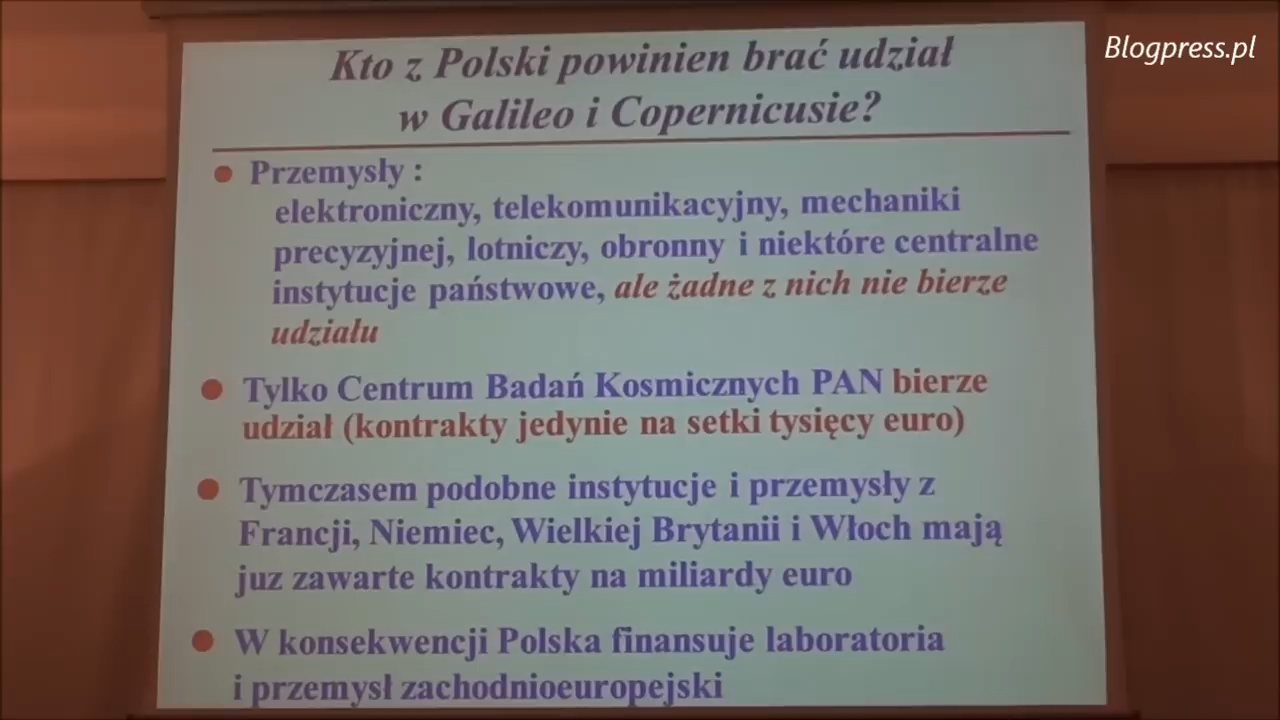 Blogpress.pl
Kto z Polski powinien brać udział
w Galileo i Copernicusie?
Przemysły :
elektroniczny, telekomunikacyjny, mechaniki
precyzyjnej, lotniczy, obronny i niektóre centralne
instytucje państwowe, ale żadne z nich nie bierze
udziału
Tylko Centrum Badań Kosmicznych PAN bierze
udział (kontrakty jedynie na setki tysięcy euro)
Tymczasem podobne instytucje i przemysły z
Francji, Niemiec, Wielkiej Brytanii i Włoch mają
juz zawarte kontrakty na miliardy euro
W konsekwencji Polska finansuje laboratoria
i przemysł zachodnioeuropejski